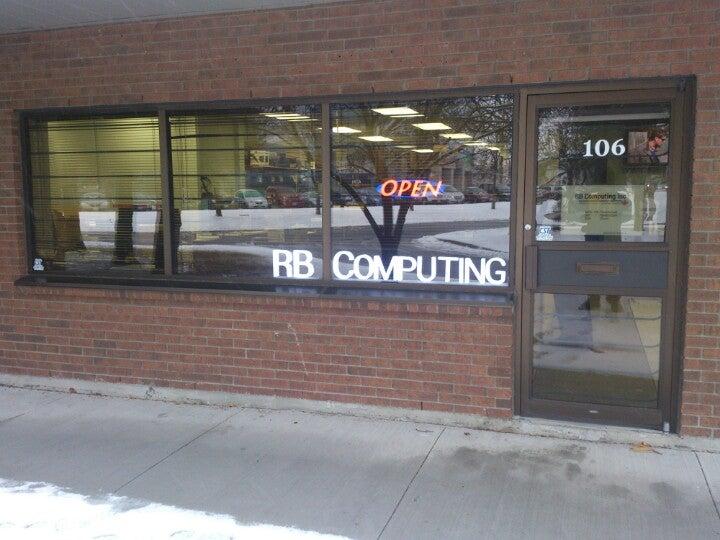 OPEN
RB COMPUTING
106
RB Computing Inc.